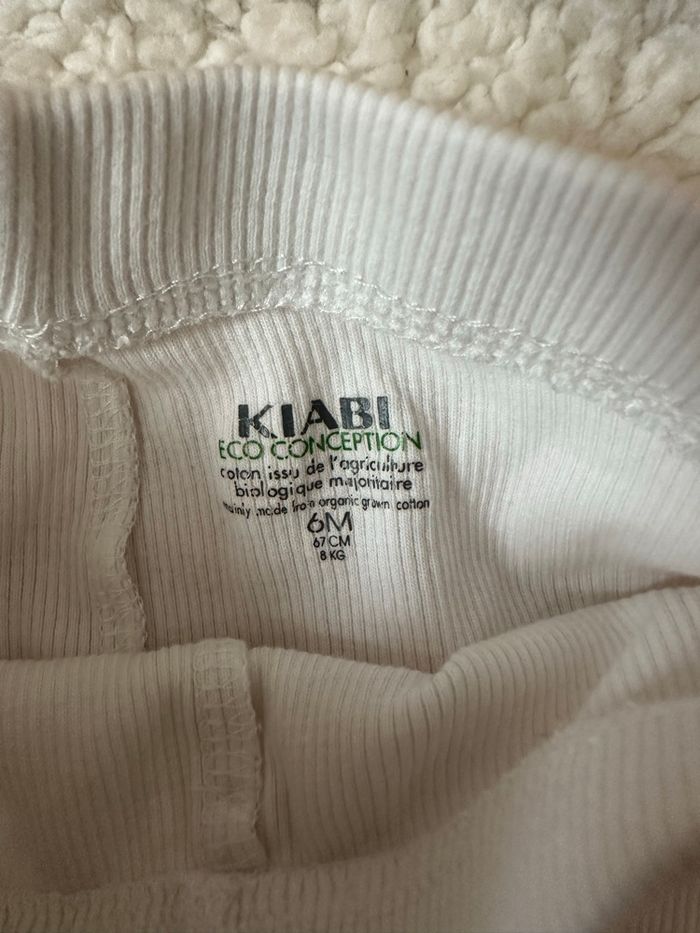 KIABI
ECO CONCEPTION
coton issu de l'agriculture
biologique majoritaire
mainly made from organic grown cotton
6M
67 CM
8 KG